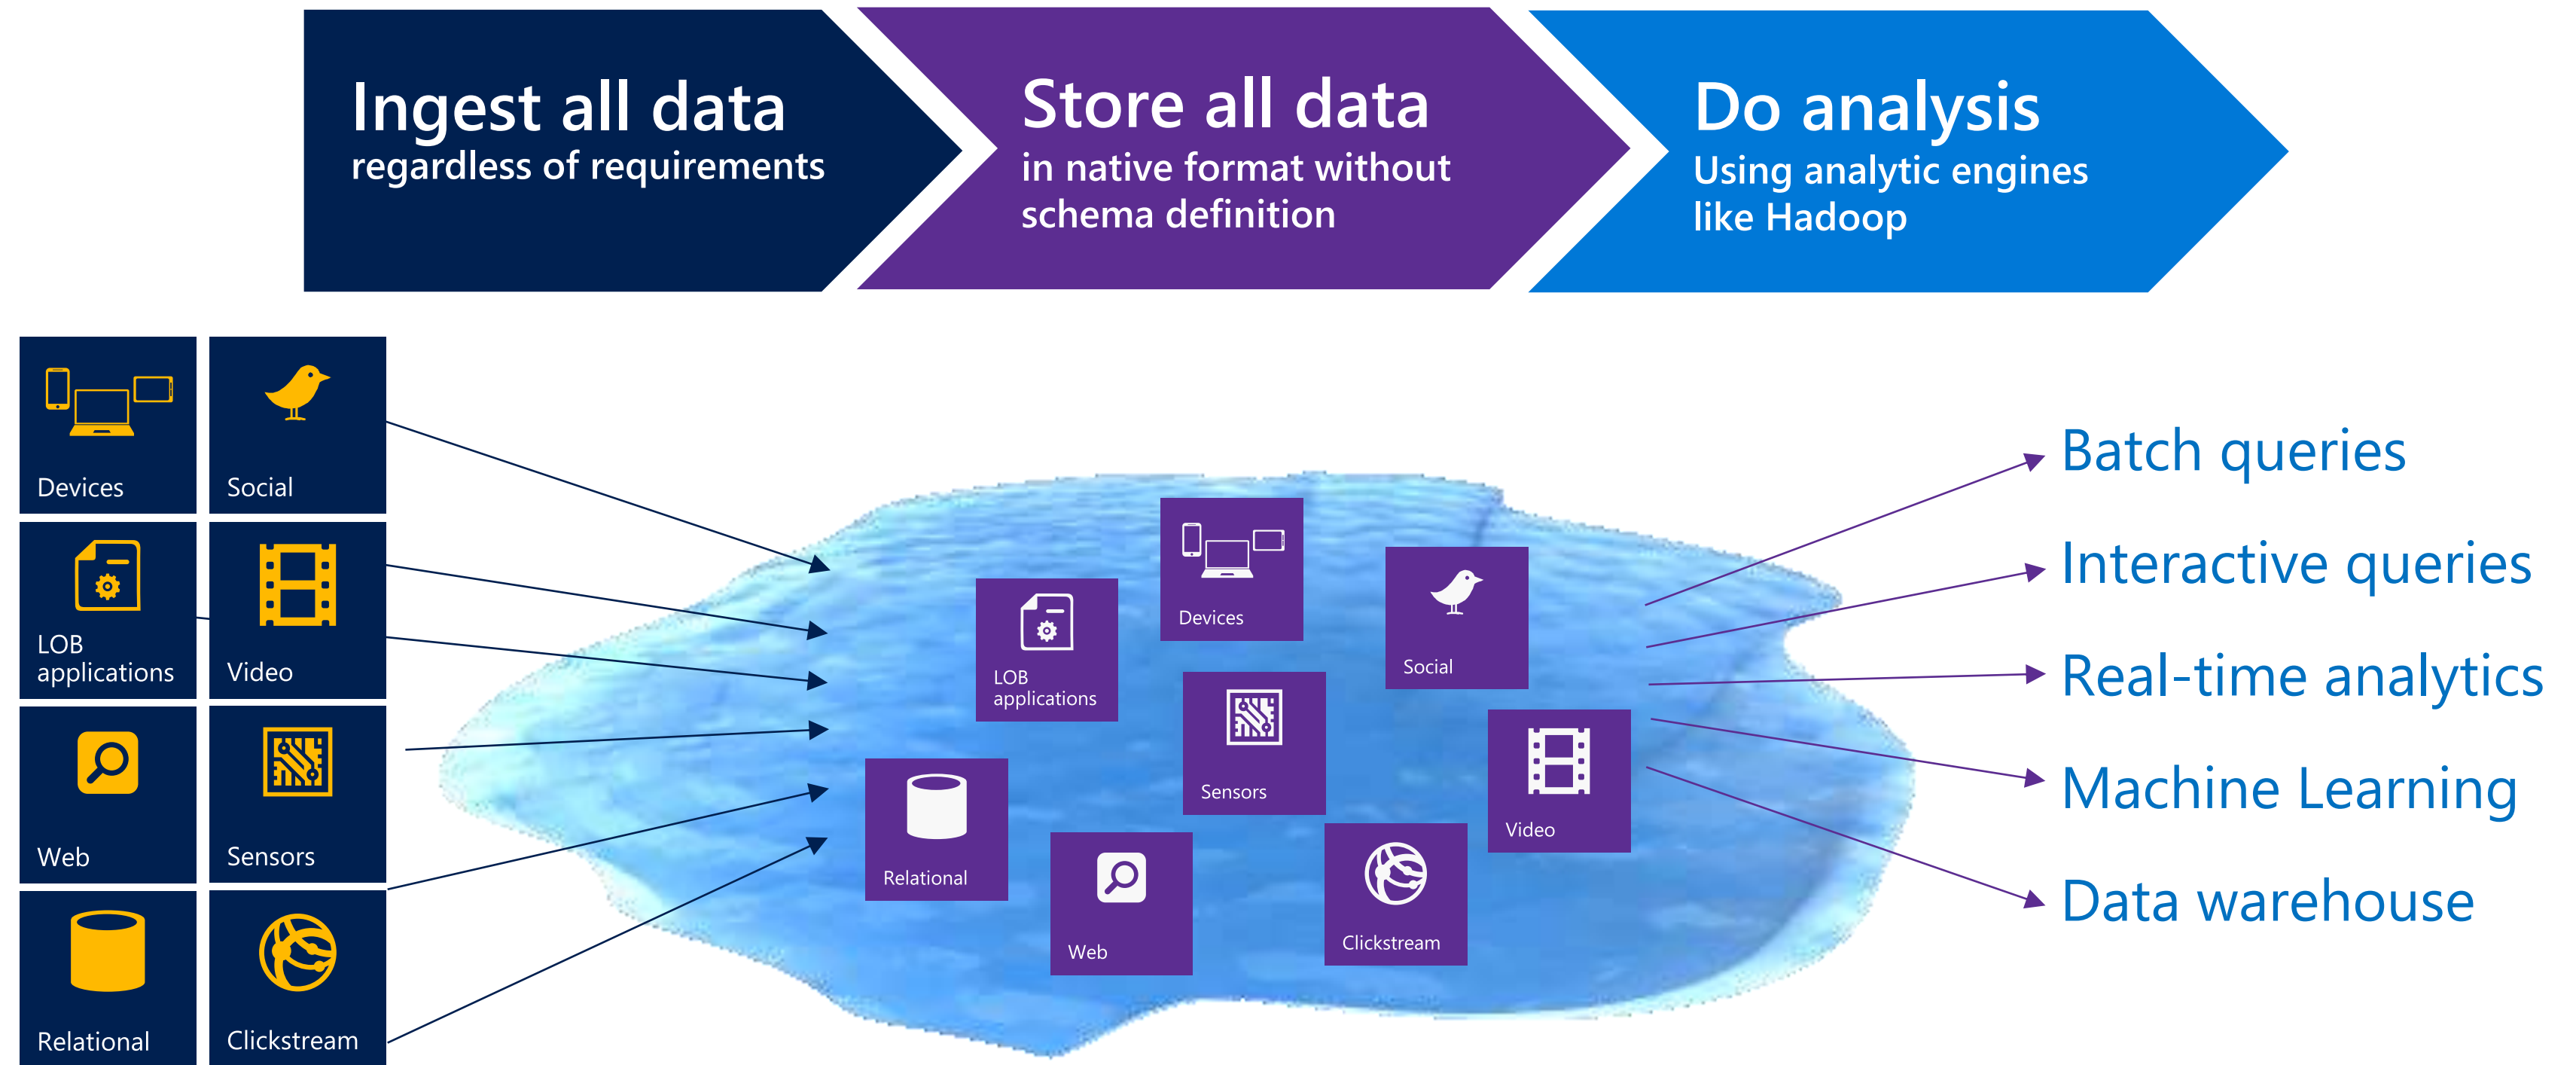 Ingest all data
regardless of requirements
Store all data
in native format without
schema definition
Do analysis
Using analytic engines
like Hadoop
Devices
Social
LOB
applications
Video
Web
Sensors
Relational
Clickstream
Devices
LOB
applications
Social
Sensors
Relational
Video
Web
Clickstream
Batch queries
Interactive queries
Real-time analytics
Machine Learning
Data warehouse